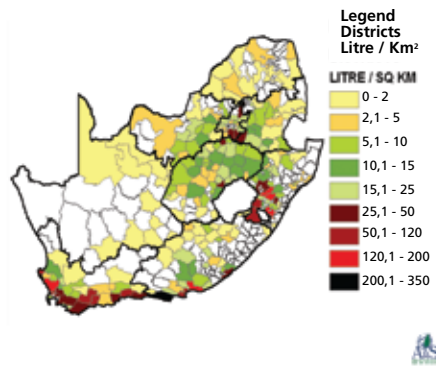 Legend
Districts
Litre / Km²
LITRE / SQ KM
0 - 2
2,1 - 5
5,1 - 10
10,1 - 15
15,1 - 25
25,1 - 50
50,1 - 120
120,1 - 200
200,1 - 350